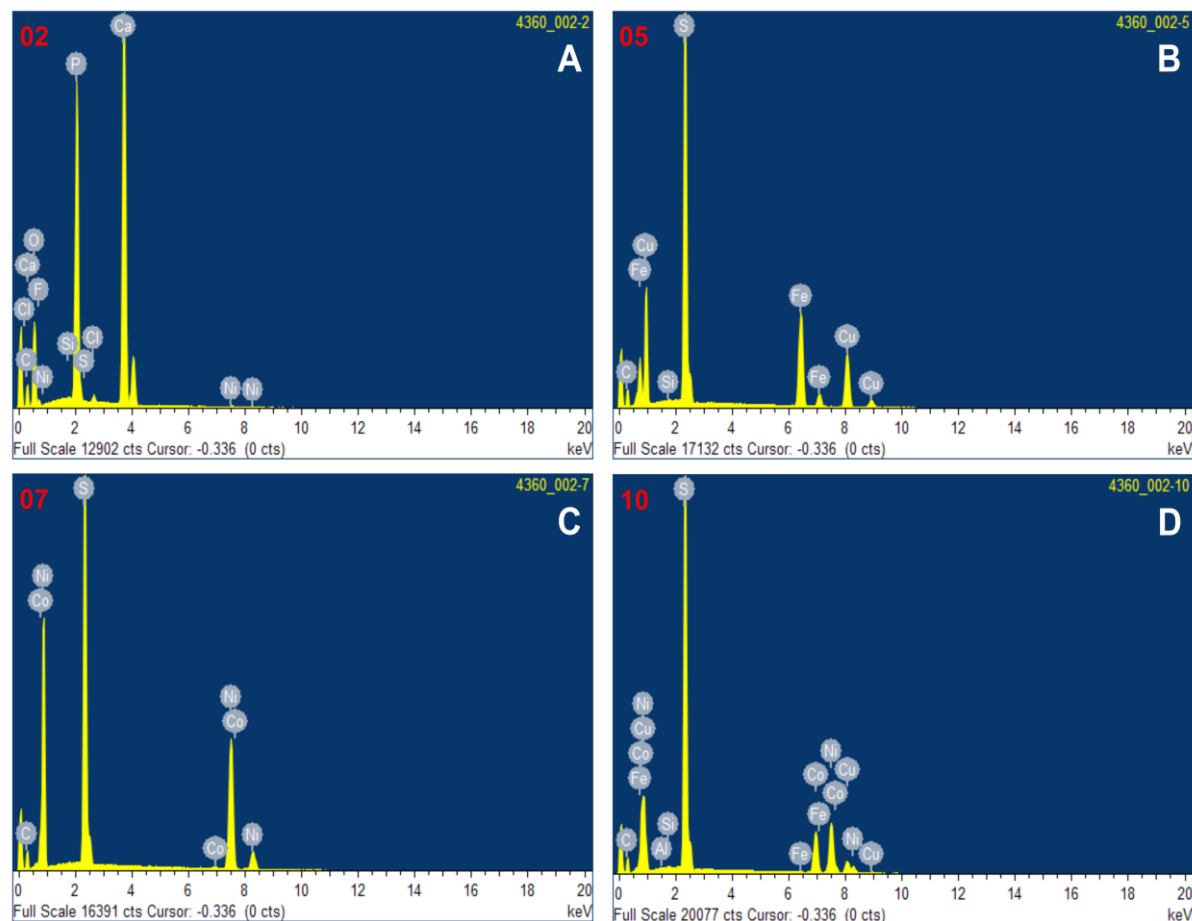 02
4360_002-2
A
Ca
P
O
Ca
F
Cl
Si
Cl
C
S
Ni
Ni
Ni
0 2 4 6 8 10 12 14 16 18 20
Full Scale 12902 cts Cursor: -0.336 (0 cts)
keV
05
4360_002-5
B
S
Cu
Fe
Fe
Cu
C
Si
Fe
Cu
0 2 4 6 8 10 12 14 16 18 20
Full Scale 17132 cts Cursor: -0.336 (0 cts)
keV
07
4360_002-7
C
S
Ni
Co
Ni
Co
C
Co
Ni
0 2 4 6 8 10 12 14 16 18 20
Full Scale 16391 cts Cursor: -0.336 (0 cts)
keV
10
4360_002-10
D
S
Ni
Cu
Co
Fe
Ni
Co
Cu
Co
Fe
C
Si
Al
Fe
Ni
Cu
0 2 4 6 8 10 12 14 16 18 20
Full Scale 20077 cts Cursor: -0.336 (0 cts)
keV